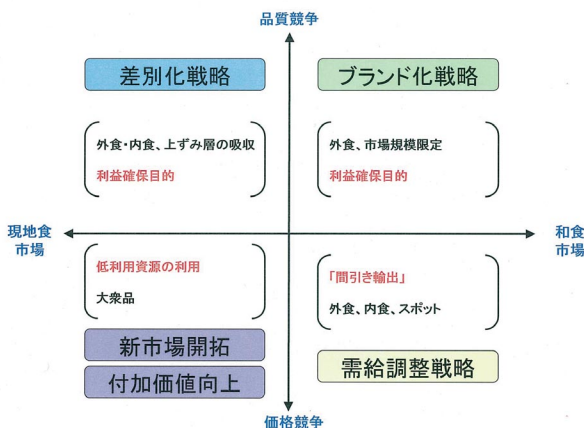 品質競争
差別化戦略
ブランド化戦略
外食・内食、上ずみ層の吸収
利益確保目的
外食、市場規模限定
利益確保目的
現地食
市場
和食
市場
低利用資源の利用
大衆品
「間引き輸出」
外食、内食、スポット
新市場開拓
付加価値向上
需給調整戦略
価格競争